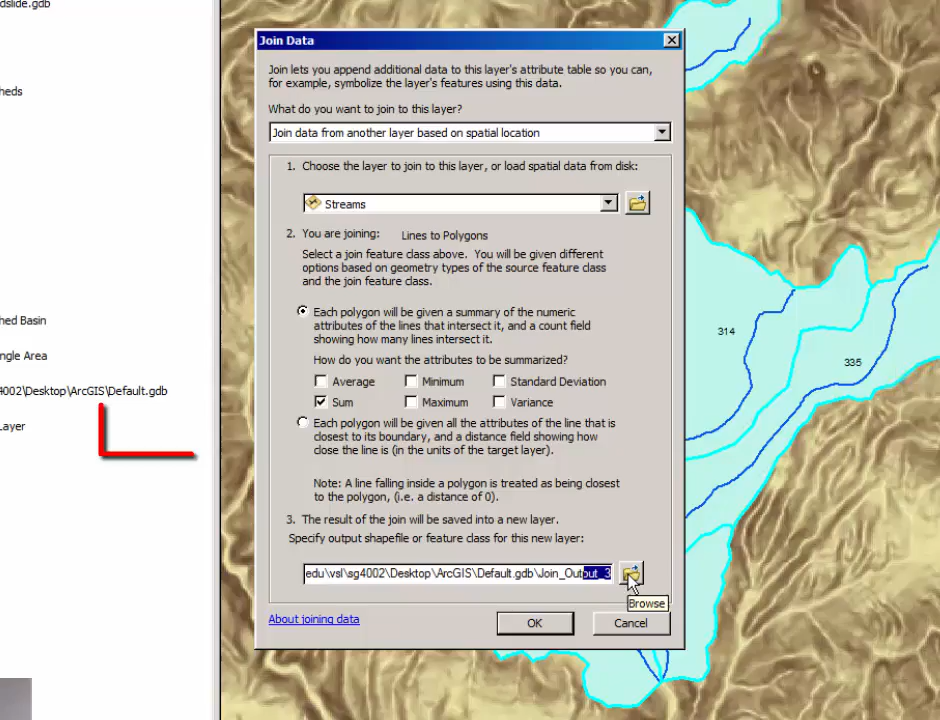 dslide.gdb
heds
hed Basin
ngle Area
4002\Desktop\ArcGIS\Default.gdb
ayer
Join Data
Join lets you append additional data to this layer's attribute table so you can,
for example, symbolize the layer's features using this data.
What do you want to join to this layer?
Join data from another layer based on spatial location
1. Choose the layer to join to this layer, or load spatial data from disk:
Streams
2. You are joining: Lines to Polygons
Select a join feature class above. You will be given different
options based on geometry types of the source feature class
and the join feature class.
Each polygon will be given a summary of the numeric
attributes of the lines that intersect it, and a count field
showing how many lines intersect it.
How do you want the attributes to be summarized?
Average Minimum Standard Deviation
Sum Maximum Variance
Each polygon will be given all the attributes of the line that is
closest to its boundary, and a distance field showing how
close the line is (in the units of the target layer).
Note: A line falling inside a polygon is treated as being closest
to the polygon, (i.e. a distance of 0).
3. The result of the join will be saved into a new layer.
Specify output shapefile or feature class for this new layer:
edu\vsl\sg4002\Desktop\ArcGIS\Default.gdb\Join_Output_3
Browse
About joining data
OK
Cancel
314
335